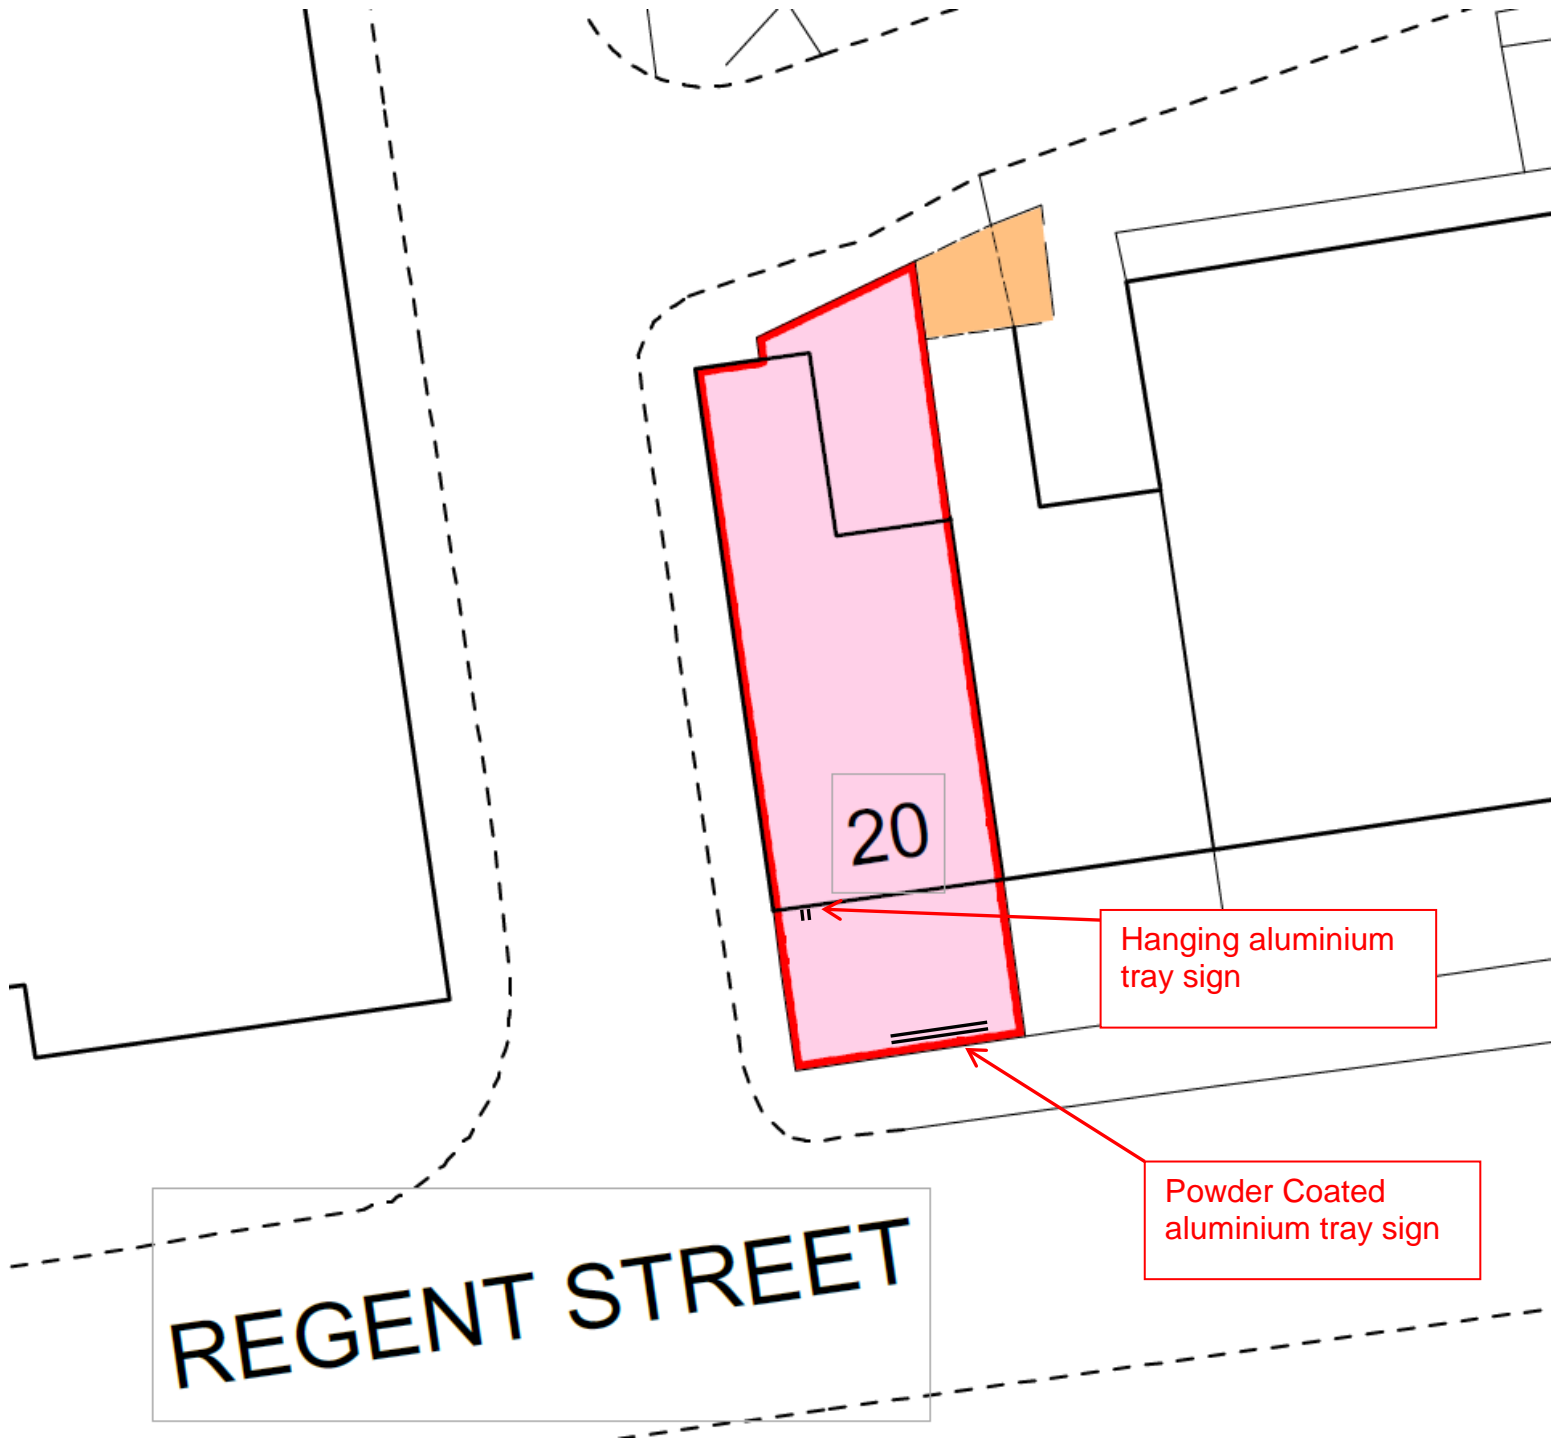 20
Hanging aluminium
tray sign
Powder Coated
aluminium tray sign
REGENT STREET